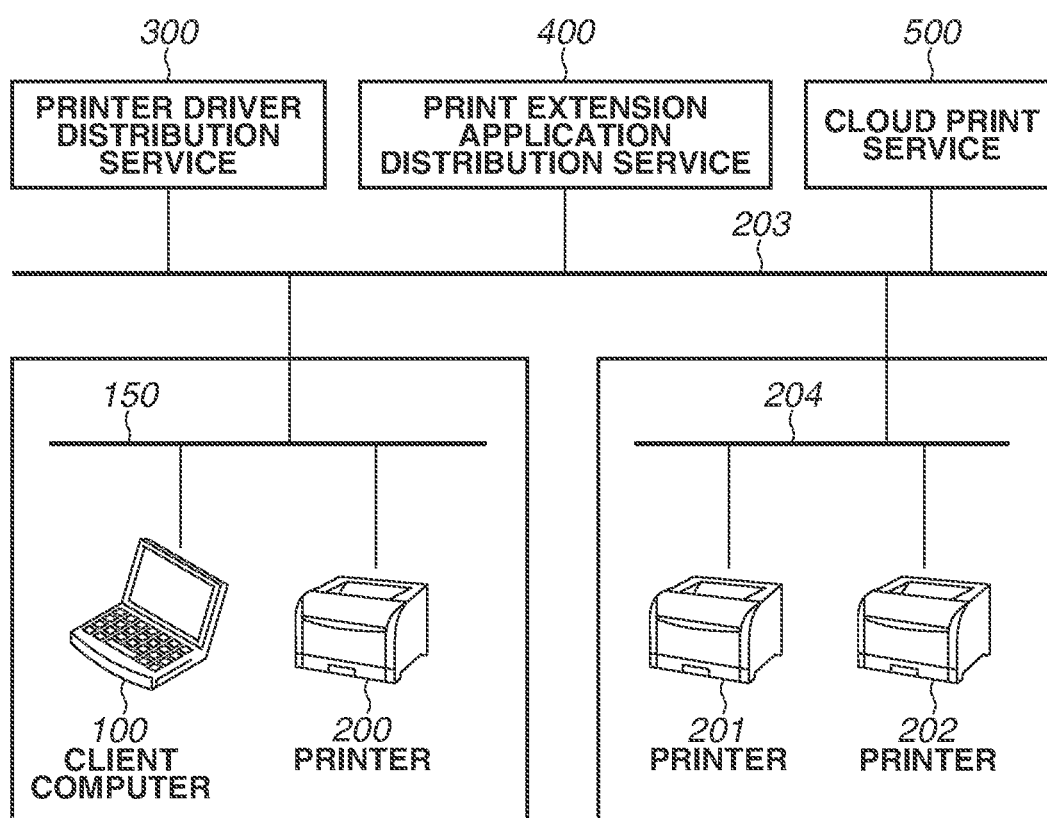 300
400
500
PRINTER DRIVER
DISTRIBUTION
SERVICE
PRINT EXTENSION
APPLICATION
DISTRIBUTION SERVICE
CLOUD PRINT
SERVICE
203
150
204
100
CLIENT
COMPUTER
200
PRINTER
201
PRINTER
202
PRINTER